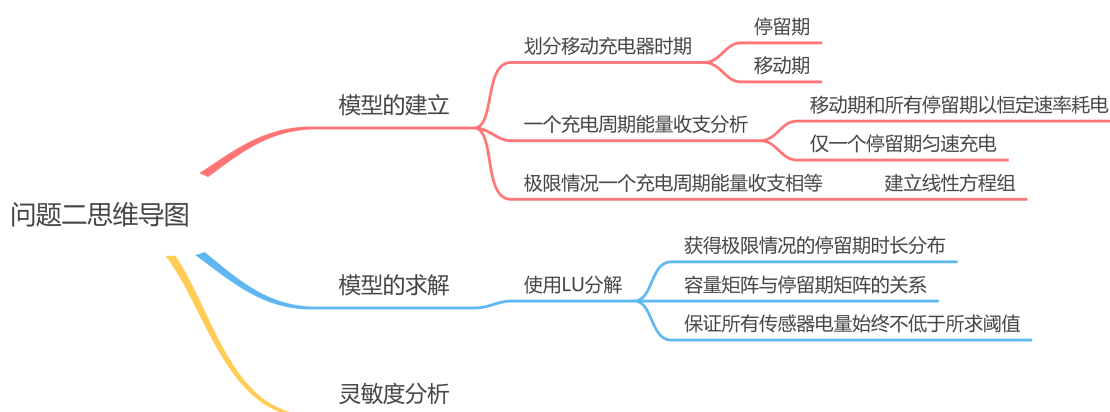 问题二思维导图
模型的建立
划分移动充电器时期
停留期
移动期
一个充电周期能量收支分析
移动期和所有停留期以恒定速率耗电
仅一个停留期匀速充电
极限情况一个充电周期能量收支相等
建立线性方程组
模型的求解
使用LU分解
获得极限情况的停留期时长分布
容量矩阵与停留期矩阵的关系
保证所有传感器电量始终不低于所求阈值
灵敏度分析